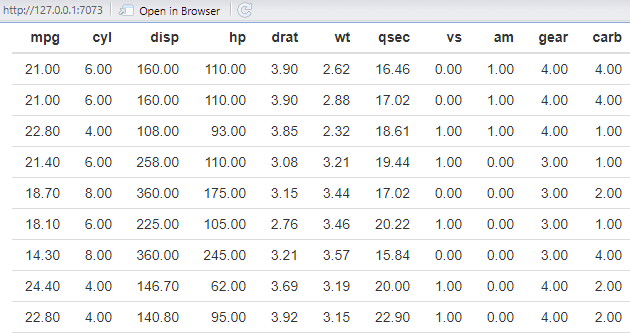 http://127.0.0.1:7073 Open in Browser
mpg cyl disp hp drat wt qsec vs am gear carb
21.00 6.00 160.00 110.00 3.90 2.62 16.46 0.00 1.00 4.00 4.00
21.00 6.00 160.00 110.00 3.90 2.88 17.02 0.00 1.00 4.00 4.00
22.80 4.00 108.00 93.00 3.85 2.32 18.61 1.00 1.00 4.00 1.00
21.40 6.00 258.00 110.00 3.08 3.21 19.44 1.00 0.00 3.00 1.00
18.70 8.00 360.00 175.00 3.15 3.44 17.02 0.00 0.00 3.00 2.00
18.10 6.00 225.00 105.00 2.76 3.46 20.22 1.00 0.00 3.00 1.00
14.30 8.00 360.00 245.00 3.21 3.57 15.84 0.00 0.00 3.00 4.00
24.40 4.00 146.70 62.00 3.69 3.19 20.00 1.00 0.00 4.00 2.00
22.80 4.00 140.80 95.00 3.92 3.15 22.90 1.00 0.00 4.00 2.00